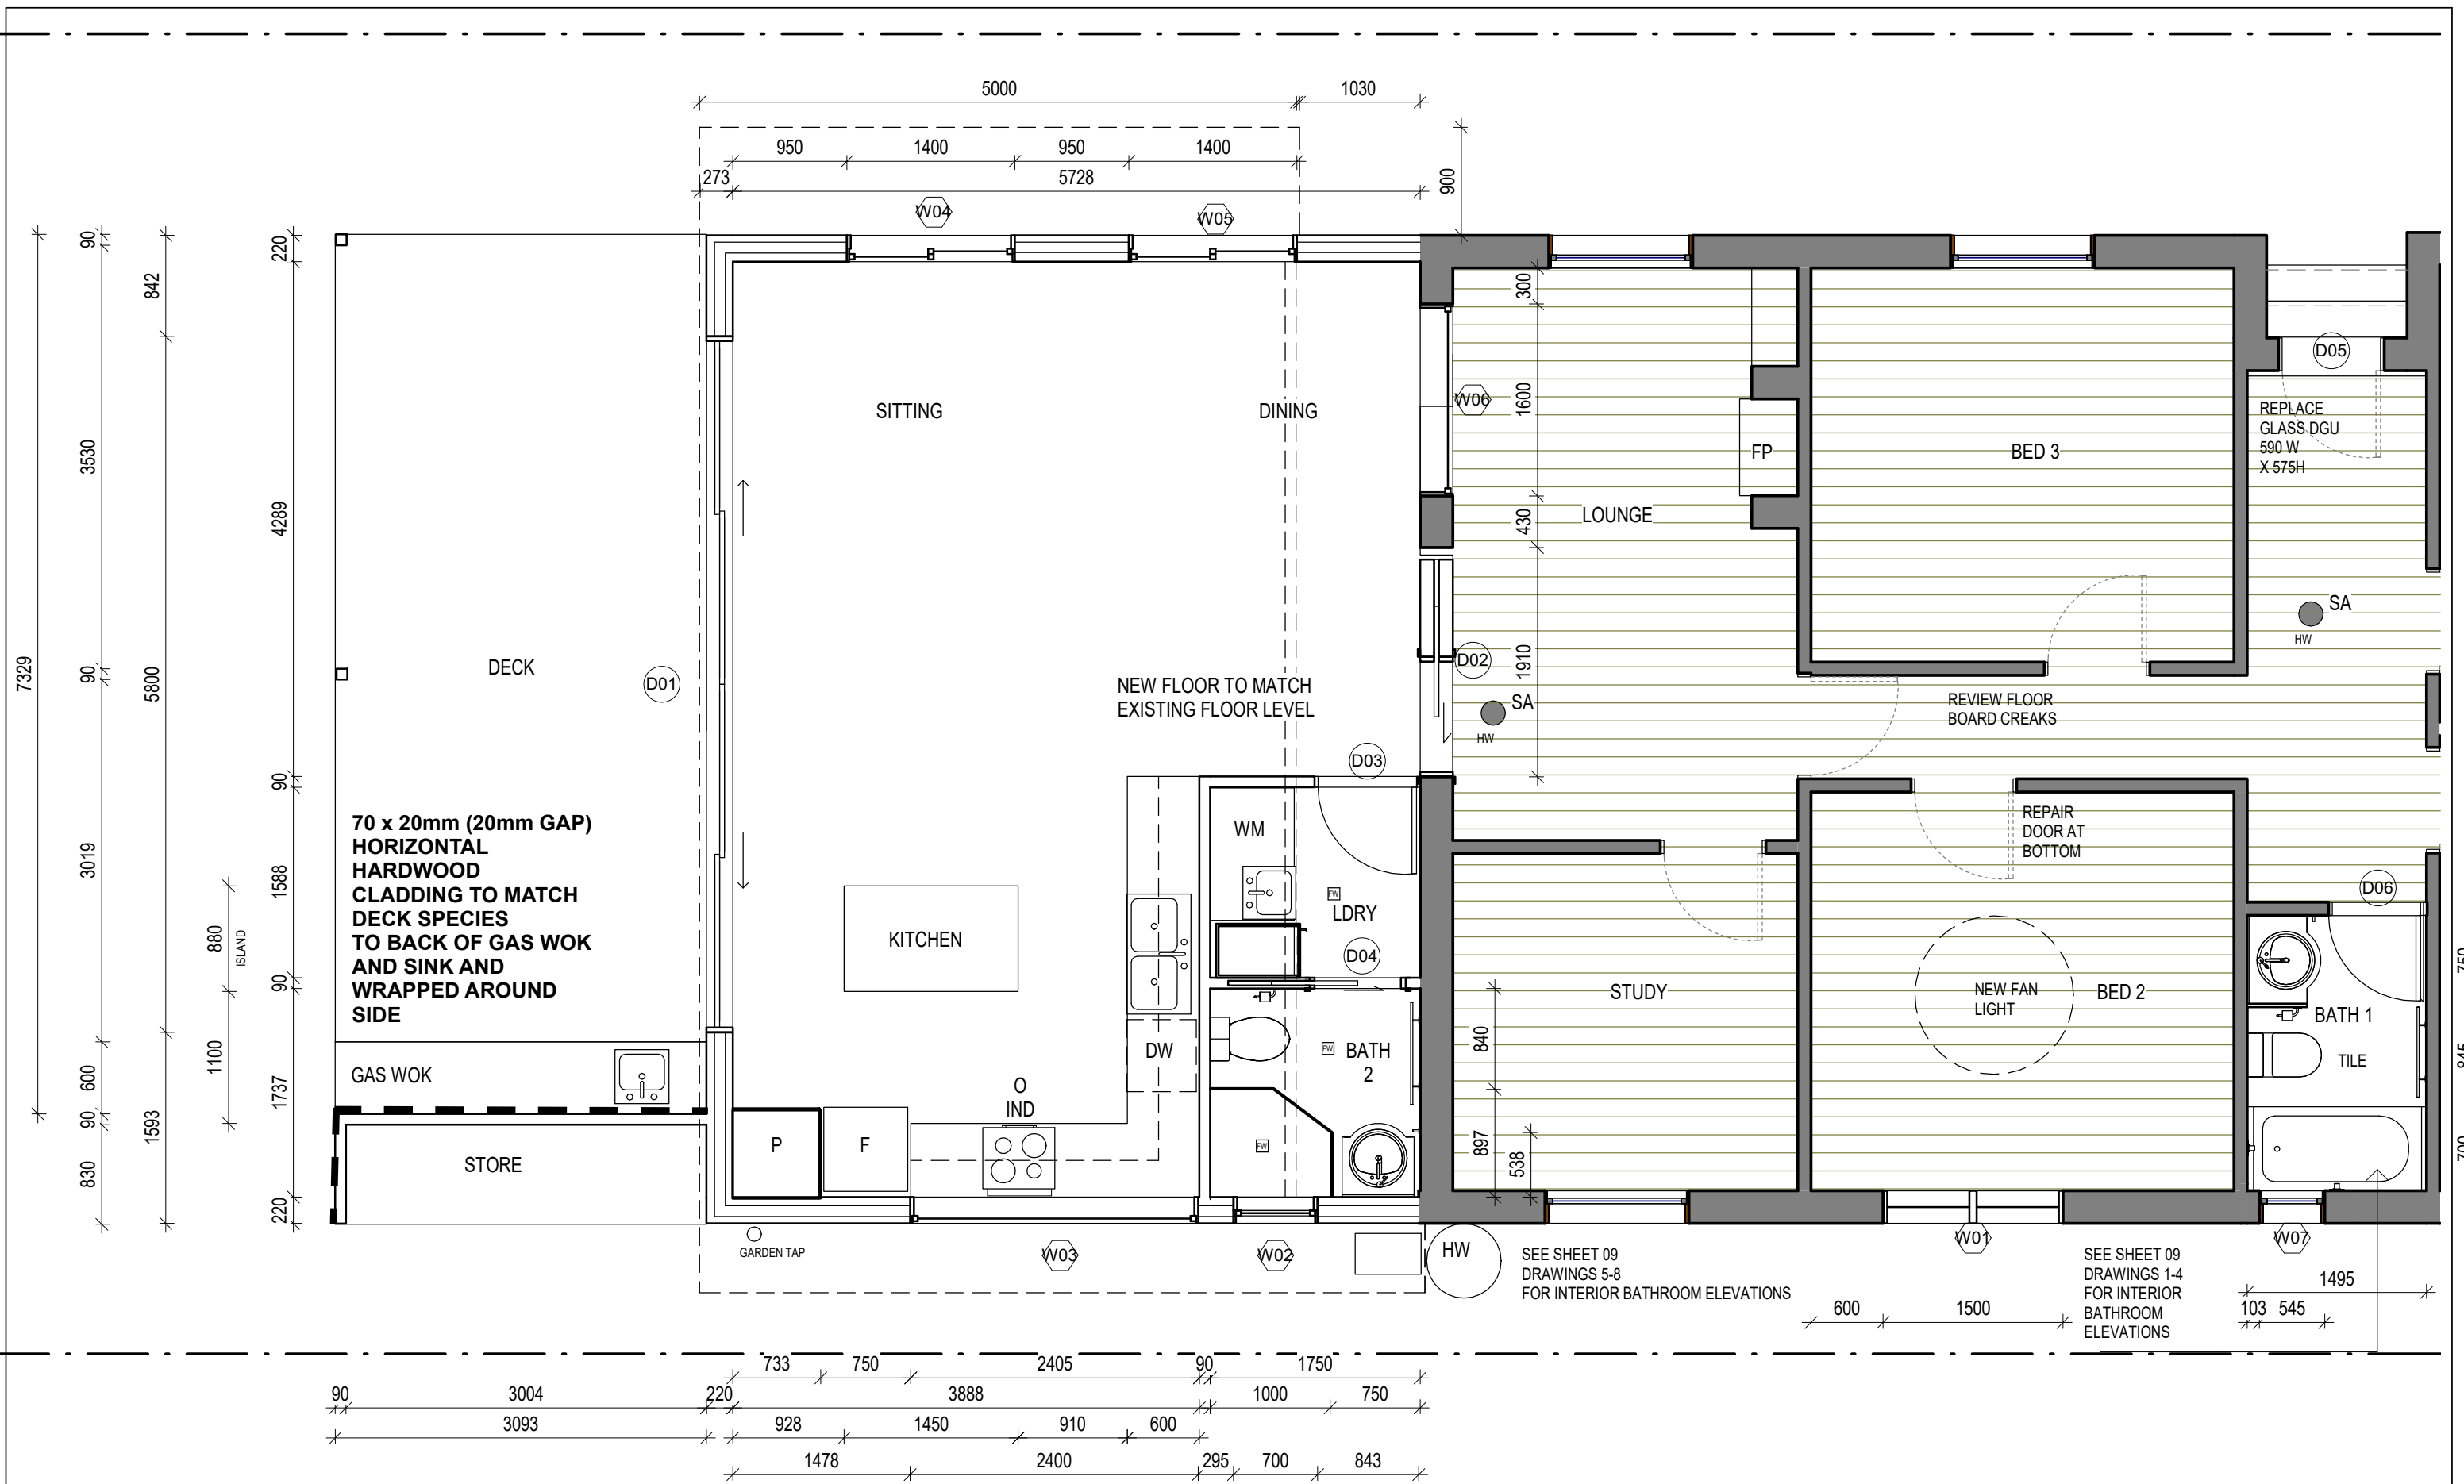 5000
1030
950
1400
950
1400
273
5728
900
W04
W05
90
842
220
300
D05
SITTING
DINING
W06
1600
REPLACE
GLASS DGU
590 W
X 575H
FP
BED 3
3530
4289
430
LOUNGE
SA
HW
7329
90
5800
DECK
D01
NEW FLOOR TO MATCH
EXISTING FLOOR LEVEL
D02
1910
SA
HW
REVIEW FLOOR
BOARD CREAKS
D03
90
70 x 20mm (20mm GAP)
HORIZONTAL
HARDWOOD
CLADDING TO MATCH
DECK SPECIES
TO BACK OF GAS WOK
AND SINK AND
WRAPPED AROUND
SIDE
WM
REPAIR
DOOR AT
BOTTOM
3019
1588
FW
LDRY
D06
880
ISLAND
KITCHEN
D04
90
STUDY
NEW FAN
LIGHT
BED 2
750
BATH 1
TILE
840
1100
600
GAS WOK
DW
FW
BATH
2
845
1737
O
IND
90
1593
P
F
FW
897
538
700
830
STORE
220
GARDEN TAP
W03
W02
HW
SEE SHEET 09
DRAWINGS 5-8
FOR INTERIOR BATHROOM ELEVATIONS
W01
SEE SHEET 09
DRAWINGS 1-4
FOR INTERIOR
BATHROOM
ELEVATIONS
W07
1495
600
1500
103
545
733
750
2405
90
1750
90
3004
220
3888
1000
750
3093
928
1450
910
600
1478
2400
295
700
843